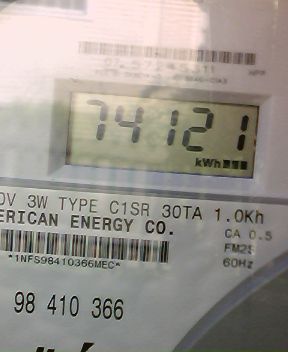 74121
kWh
0V 3W TYPE C1SR 30TA 1.0Kh
ERICAN ENERGY CO.
CA 0.5
FM2S
60Hz
*1NFS98410366MEC*
98 410 366